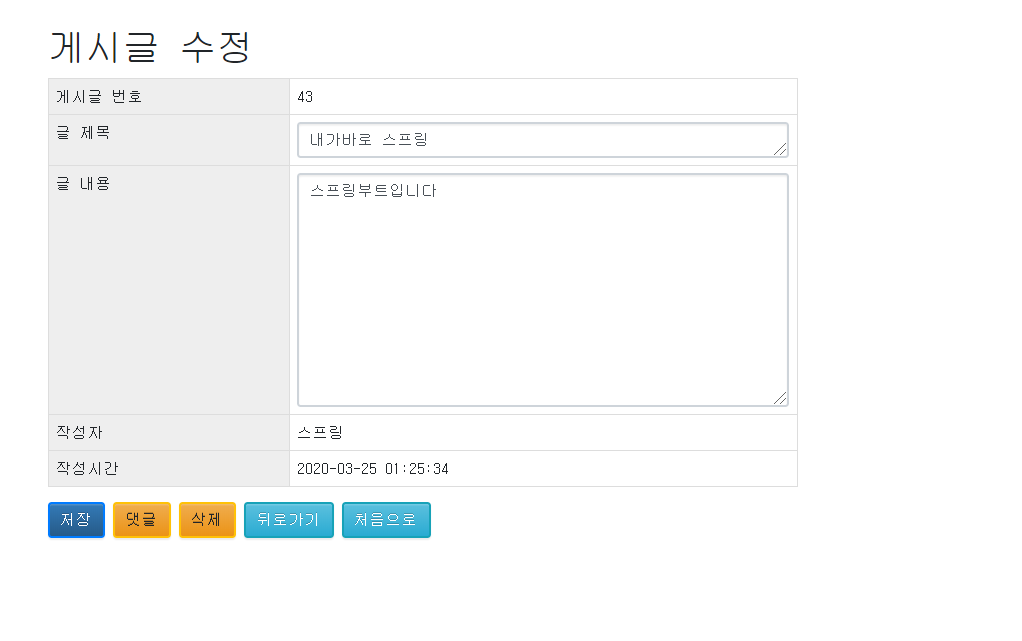 게시글 수정
게시글 번호 43
글 제목 내가바로 스프링
글 내용 스프링부트입니다
작성자 스프링
작성시간 2020-03-25 01:25:34
저장 댓글 삭제 뒤로가기 처음으로